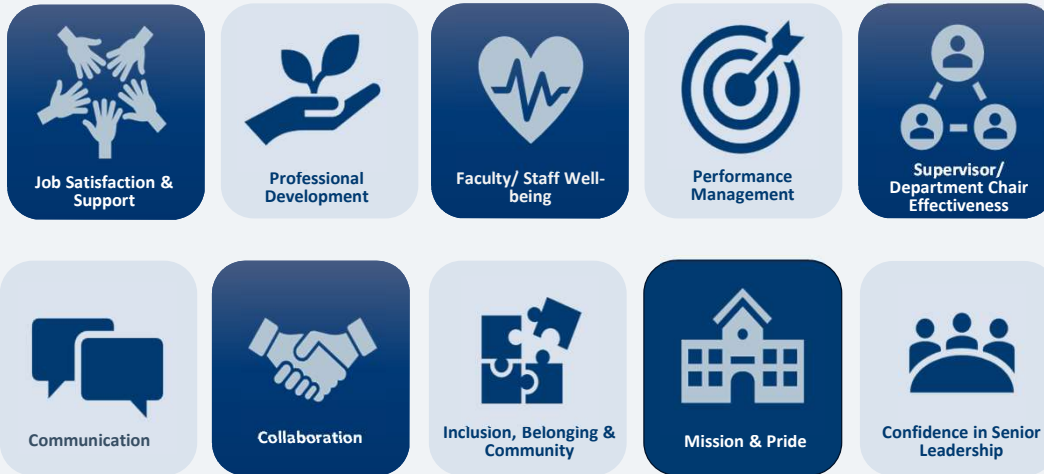 Job Satisfaction &
Support
Professional
Development
Faculty/ Staff Well-
being
Performance
Management
Supervisor/
Department Chair
Effectiveness
Communication
Collaboration
Inclusion, Belonging &
Community
Mission & Pride
Confidence in Senior
Leadership